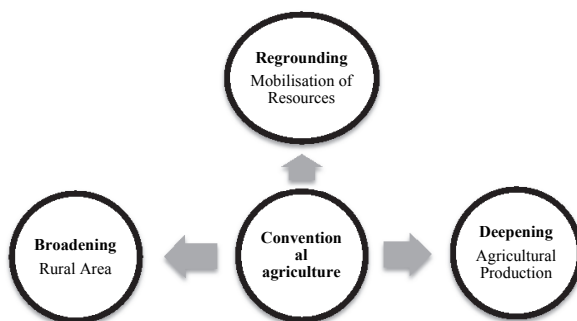 Regrounding
Mobilisation of
Resources
Broadening
Rural Area
Convention
al
agriculture
Deepening
Agricultural
Production